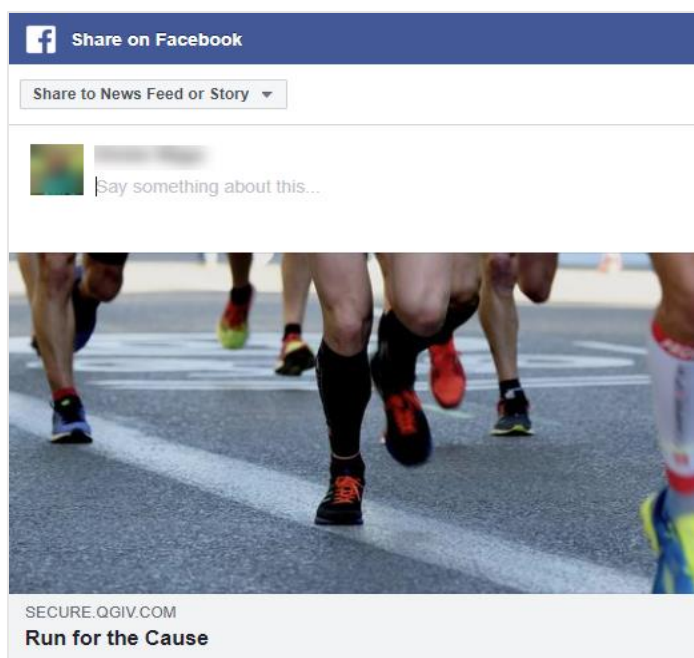 Share on Facebook
Share to News Feed or Story
Say something about this...
SECURE.QGIV.COM
Run for the Cause